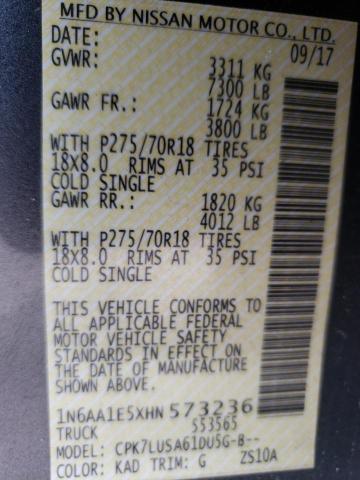 MFD BY NISSAN MOTOR CO., LTD.
DATE: 09/17
GVWR: 3311 KG
7300 LB
GAWR FR.: 1724 KG
3800 LB
WITH P275/70R18 TIRES
18X8.0 RIMS AT 35 PSI
COLD SINGLE
GAWR RR.: 1820 KG
4012 LB
WITH P275/70R18 TIRES
18X8.0 RIMS AT 35 PSI
COLD SINGLE
THIS VEHICLE CONFORMS TO
ALL APPLICABLE FEDERAL
MOTOR VEHICLE SAFETY
STANDARDS IN EFFECT ON
THE DATE OF MANUFACTURE
SHOWN ABOVE.
1N6AA1E5XHN 573236
TRUCK 553565
MODEL: CPK7LUSA61DU5G-B--
COLOR: KAD TRIM: G ZS10A